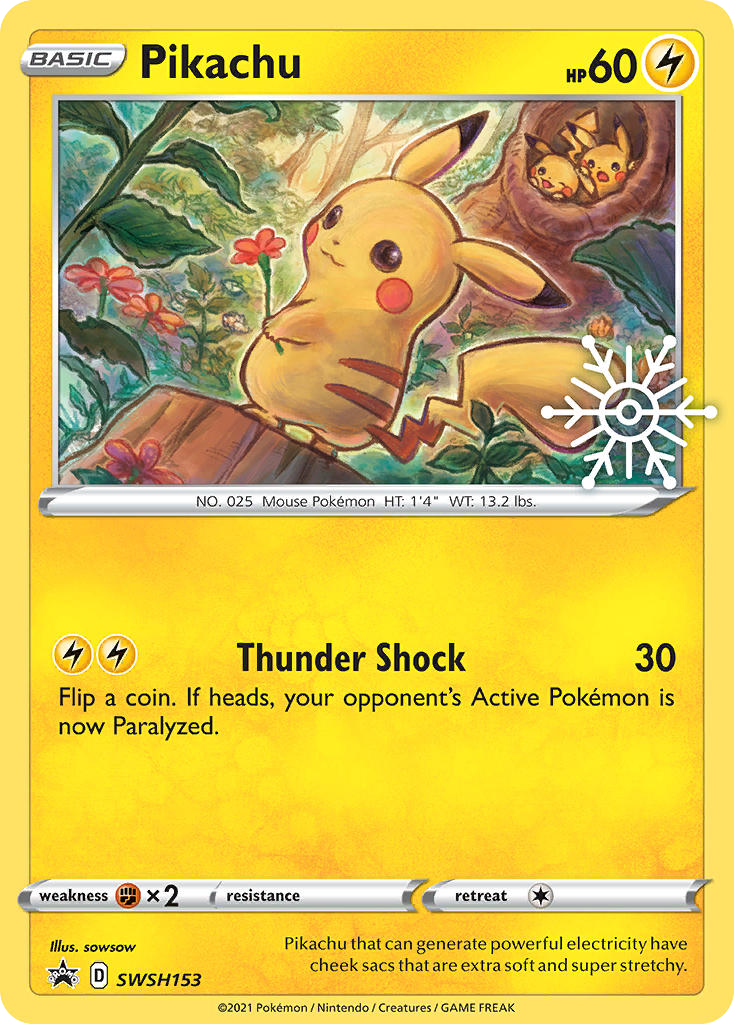 BASIC Pikachu HP60
NO. 025 Mouse Pokémon HT: 1'4" WT: 13.2 lbs.
Thunder Shock 30
Flip a coin. If heads, your opponent's Active Pokémon is
now Paralyzed.
weakness ×2 resistance retreat
Illus. sowsow
Pikachu that can generate powerful electricity have
cheek sacs that are extra soft and super stretchy.
PROMO D SWSH153
©2021 Pokémon / Nintendo / Creatures / GAME FREAK